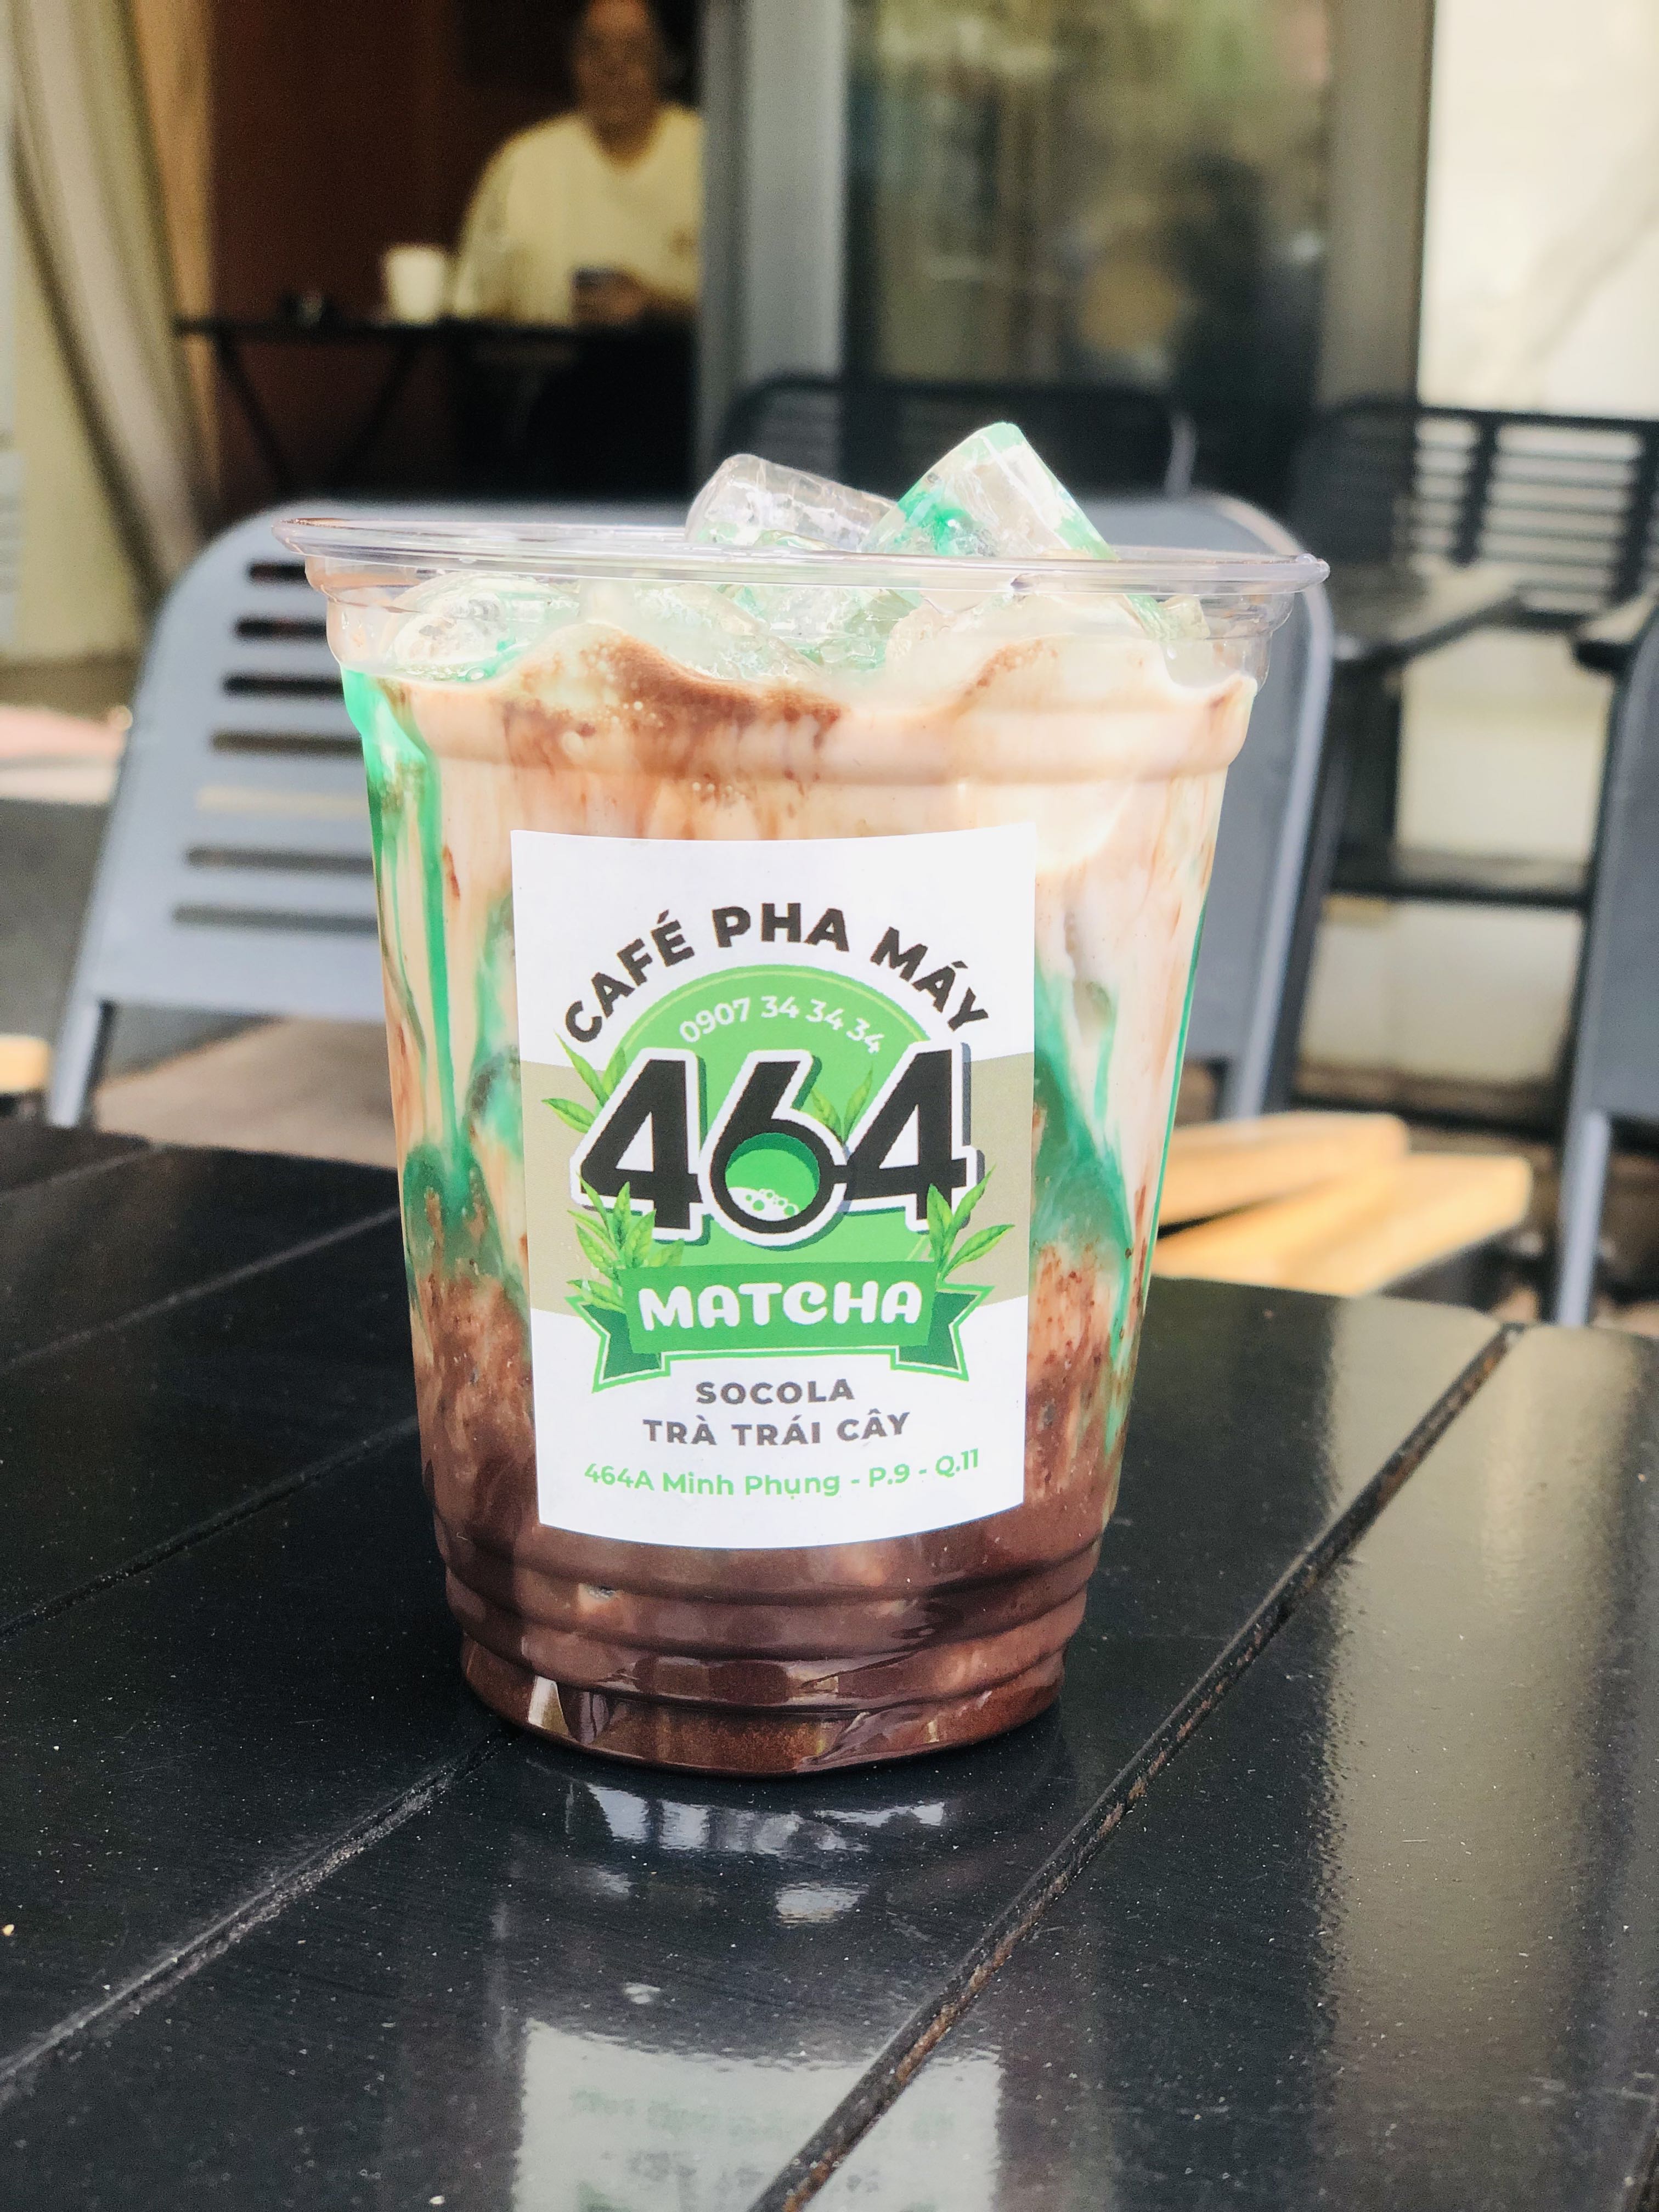 CAFÉ PHA MÁY
0907 34 34 34
464
MATCHA
SOCOLA
TRÀ TRÁI CÂY
464A Minh Phụng - P.9 - Q.11